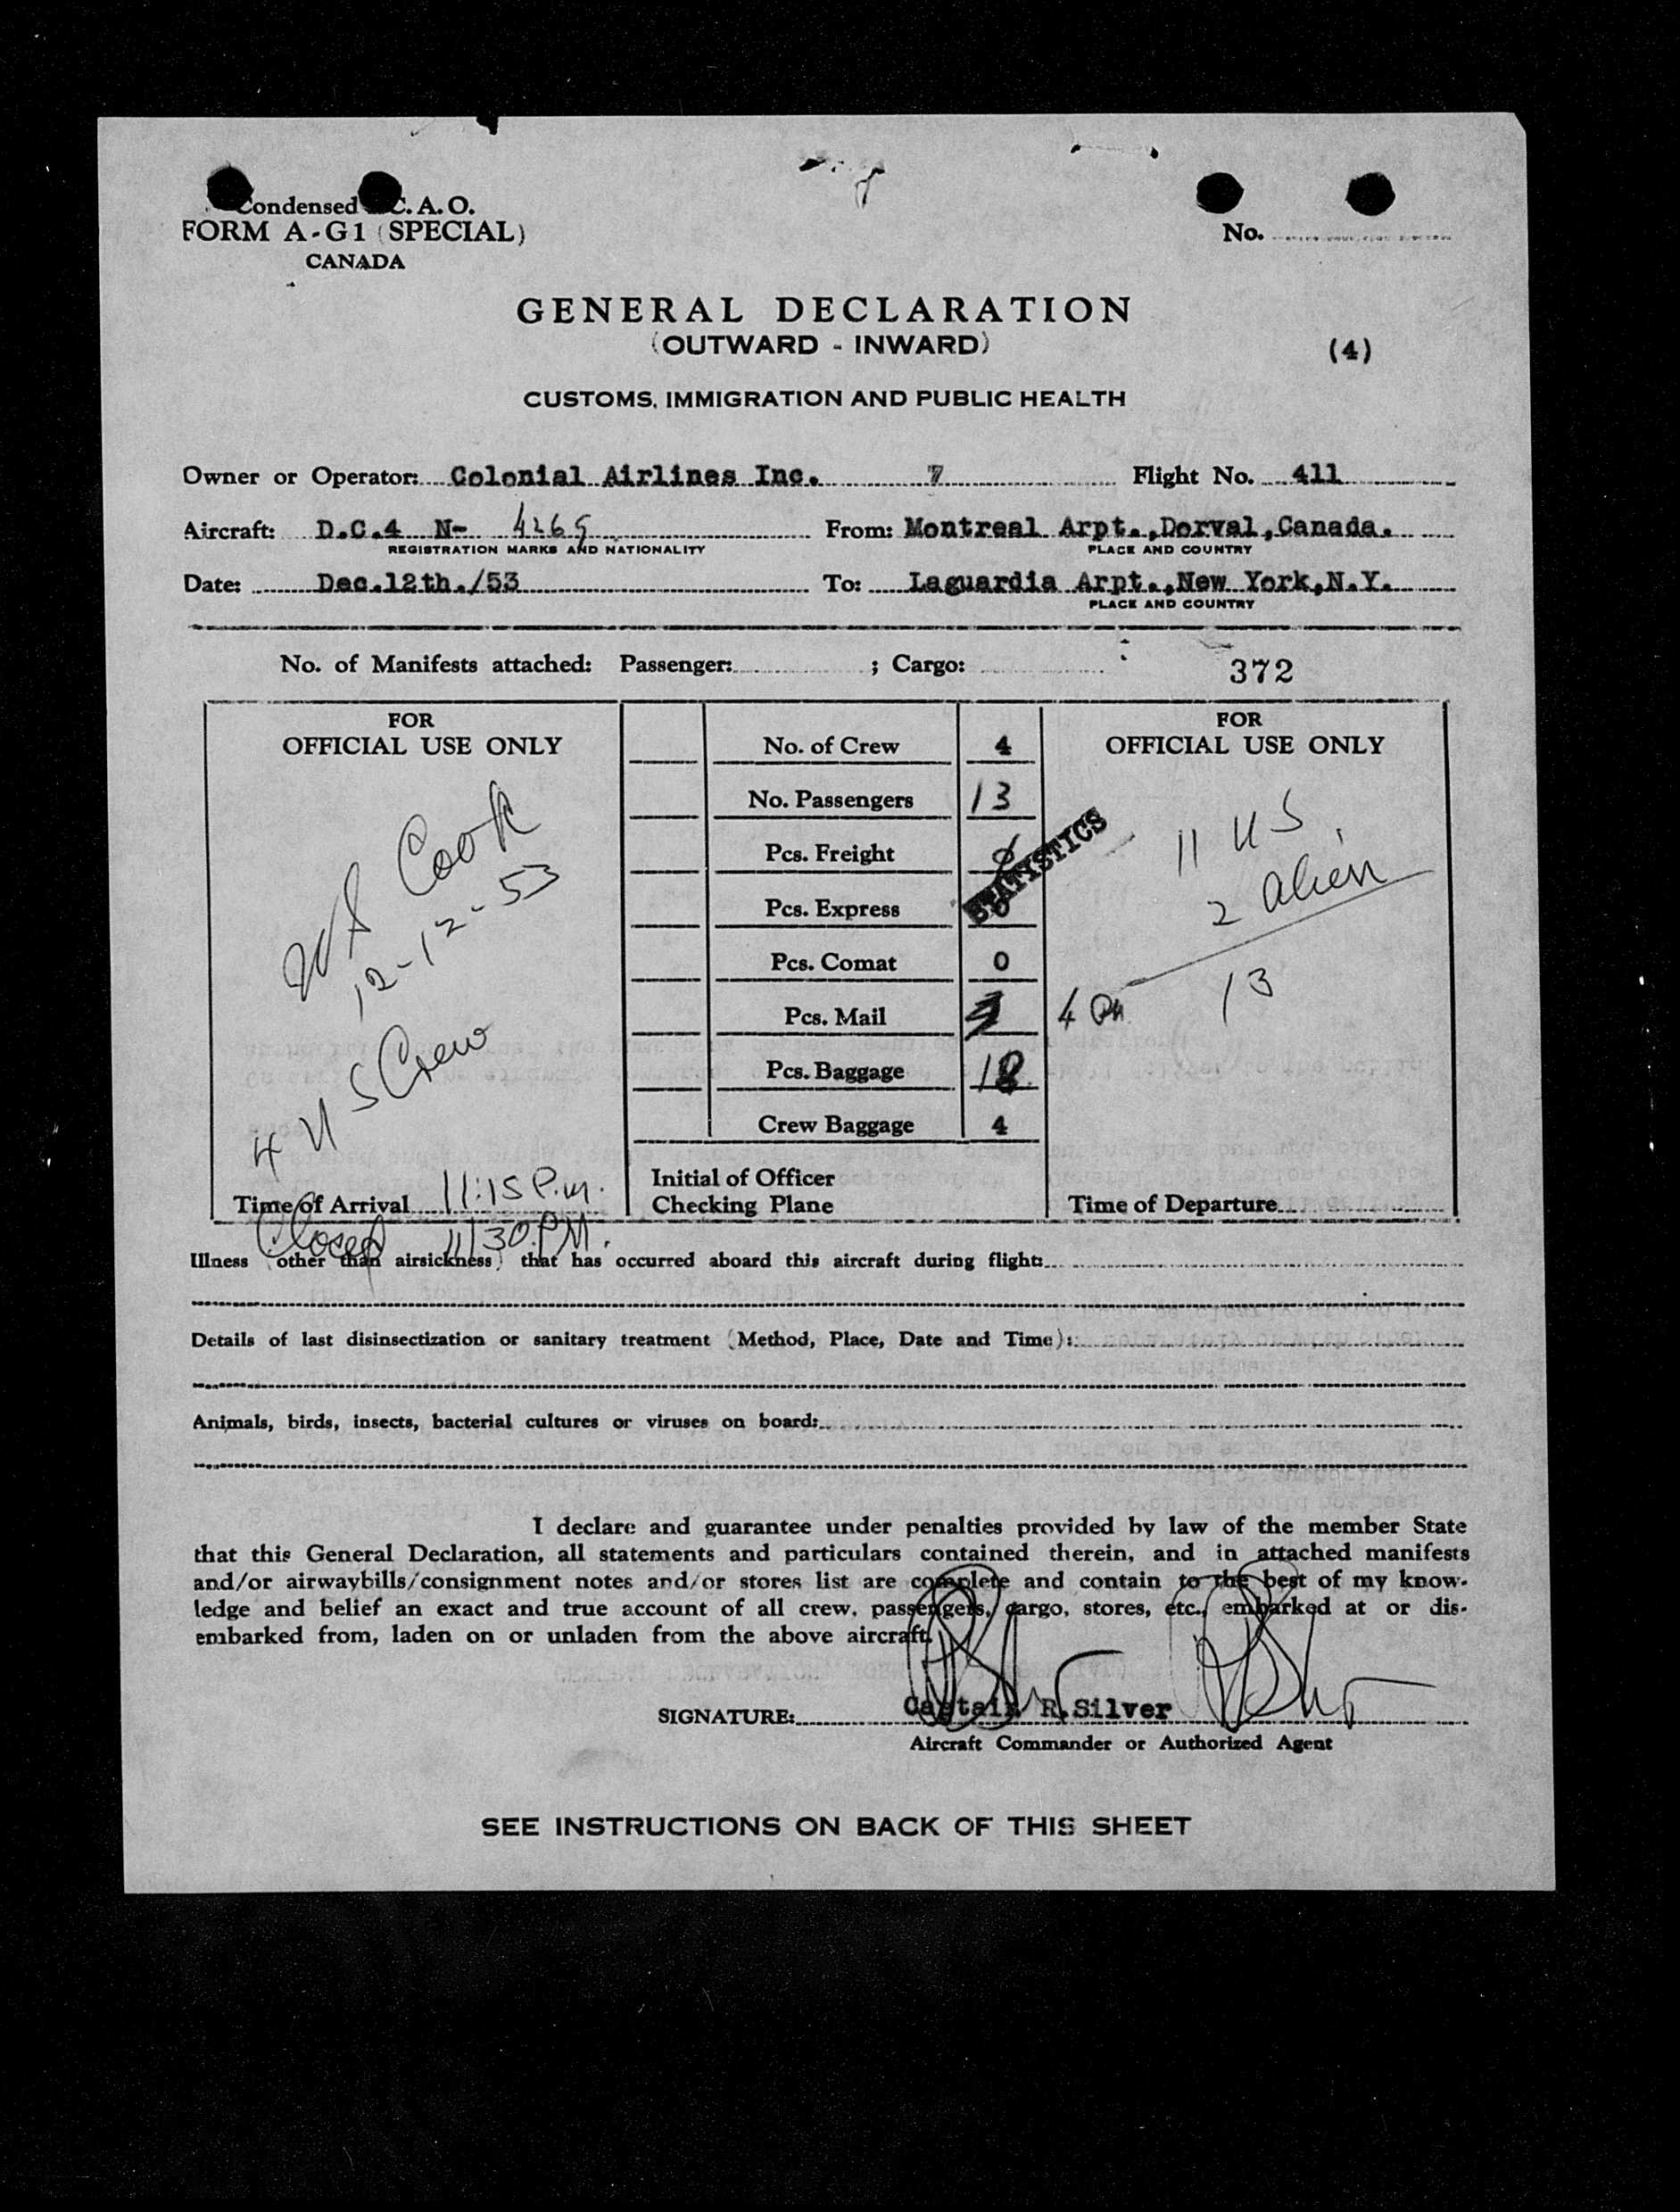 Condensed C. A. O.
FORM A-G1 (SPECIAL)
CANADA
No.
GENERAL DECLARATION
(OUTWARD - INWARD)
(4)
CUSTOMS, IMMIGRATION AND PUBLIC HEALTH
Owner or Operator: Colonial Airlines Inc. 7 Flight No. 411
Aircraft: D.C.4 N- From: Montreal Arpt.,Dorval,Canada.
REGISTRATION MARKS AND NATIONALITY PLACE AND COUNTRY
Date: Dec.12th./53 To: Laguardia Arpt.,New York,N.Y.
PLACE AND COUNTRY
No. of Manifests attached: Passenger: ; Cargo: 372
FOR
OFFICIAL USE ONLY
Cook
12-12-53
4 U S Crew
Time of Arrival 11:15 P.m.
Closed 11/30 P.M.
No. of Crew 4
No. Passengers 13
Pcs. Freight
Pcs. Express 0
STATISTICS
Pcs. Comat 0
Pcs. Mail
Pcs. Baggage 18
Crew Baggage 4
Initial of Officer
Checking Plane
FOR
OFFICIAL USE ONLY
11 U S
2 alien
13
4
Time of Departure
Illness (other than airsickness) that has occurred aboard this aircraft during flight:
Details of last disinsectization or sanitary treatment (Method, Place, Date and Time):
Animals, birds, insects, bacterial cultures or viruses on board:
I declare and guarantee under penalties provided by law of the member State
that this General Declaration, all statements and particulars contained therein, and in attached manifests
and/or airwaybills/consignment notes and/or stores list are complete and contain to the best of my know-
ledge and belief an exact and true account of all crew, passengers, cargo, stores, etc., embarked at or dis-
embarked from, laden on or unladen from the above aircraft.
SIGNATURE: Captain R.Silver
Aircraft Commander or Authorized Agent
SEE INSTRUCTIONS ON BACK OF THIS SHEET